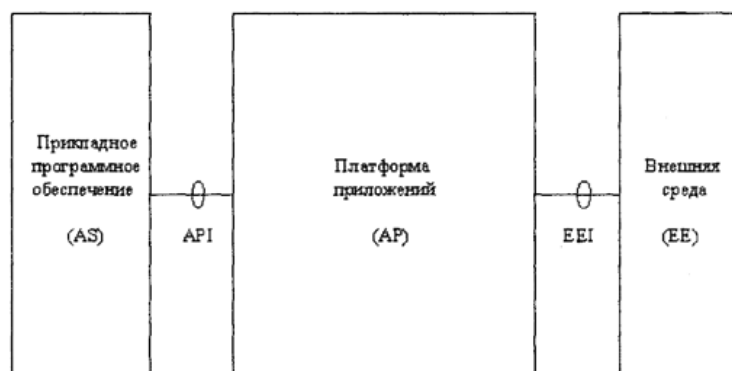 Прикладное
программное
обеспечение
(AS)
API
Платформа
приложений
(AP)
EEI
Внешняя
среда
(EE)